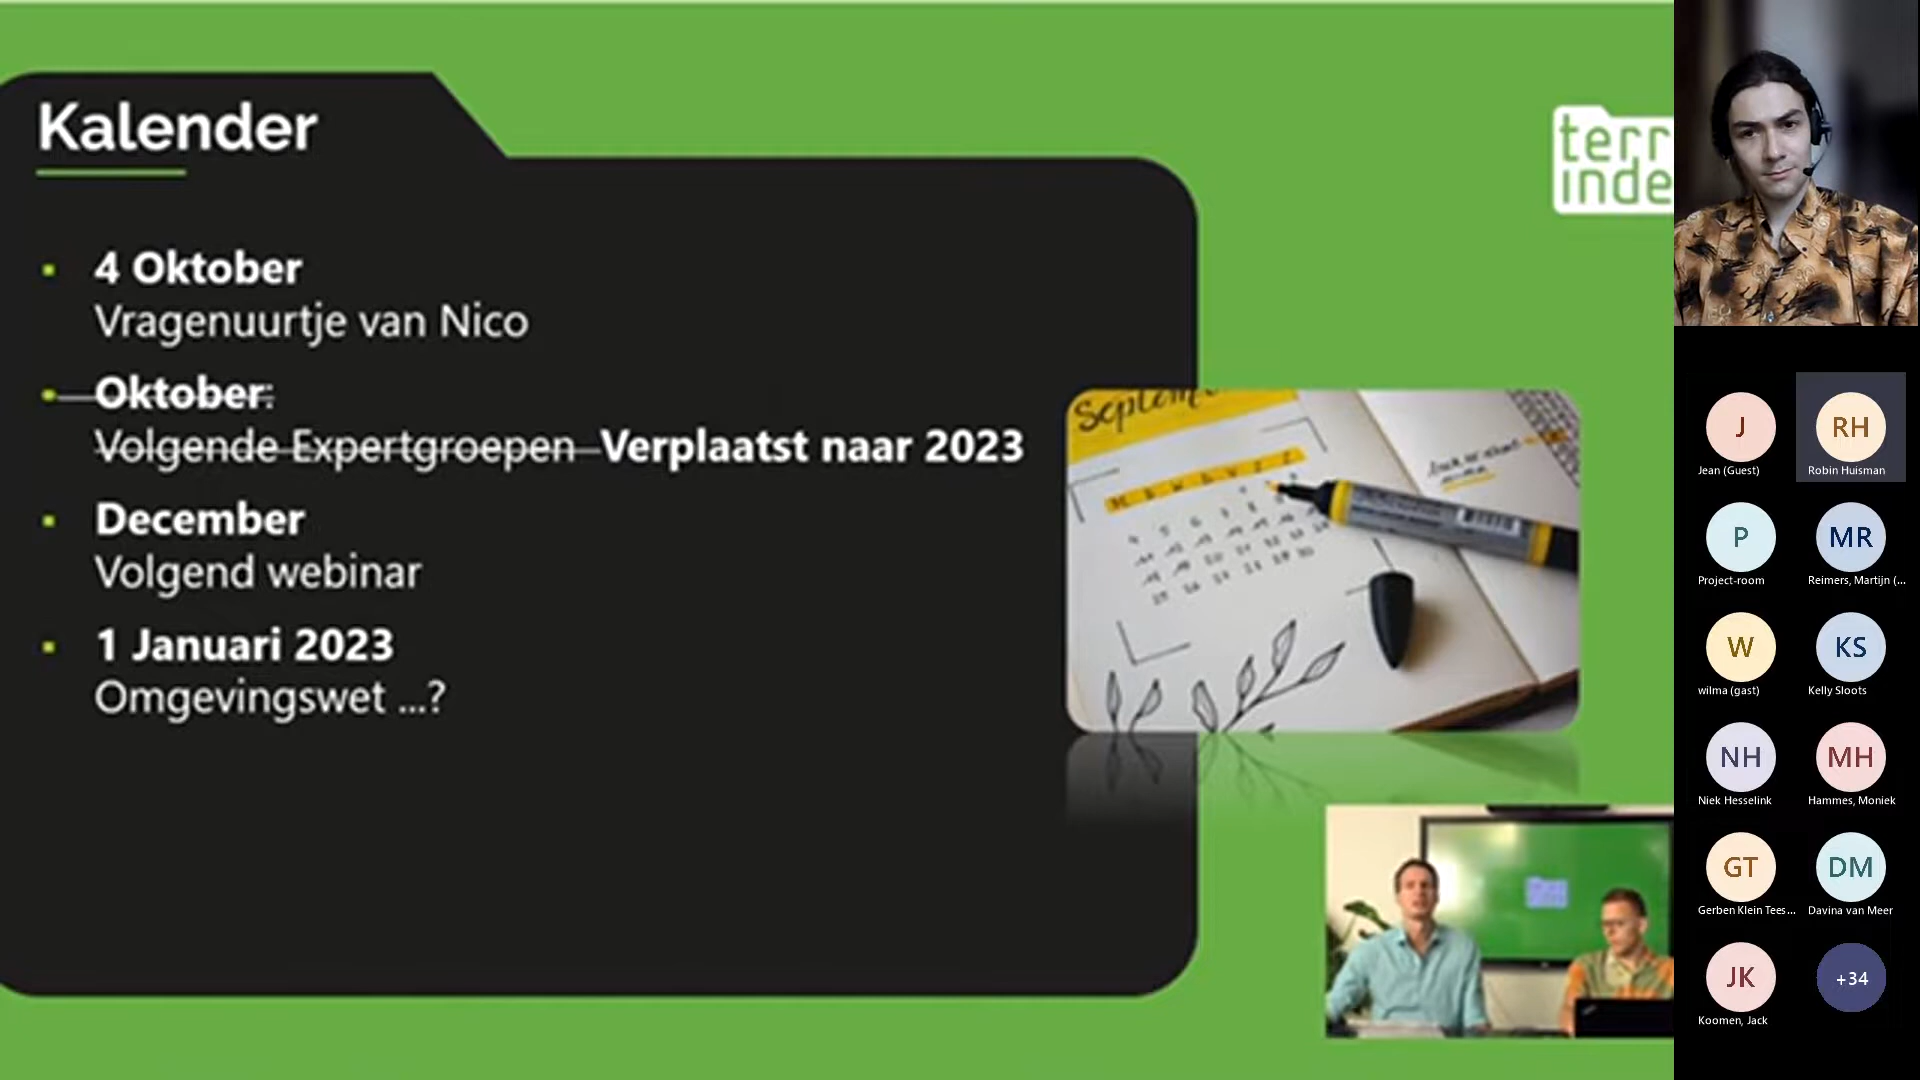 Kalender
4 Oktober
Vragenuurtje van Nico
Oktober:
Volgende Expertgroepen Verplaatst naar 2023
December
Volgend webinar
1 Januari 2023
Omgevingswet ...?
terr
inde
J
Jean (Guest)
RH
Robin Huisman
P
Project-room
MR
Reimers, Martijn (...
W
wilma (gast)
KS
Kelly Sloots
NH
Niek Hesselink
MH
Hammes, Moniek
GT
Gerben Klein Tees...
DM
Davina van Meer
JK
Koomen, Jack
+34